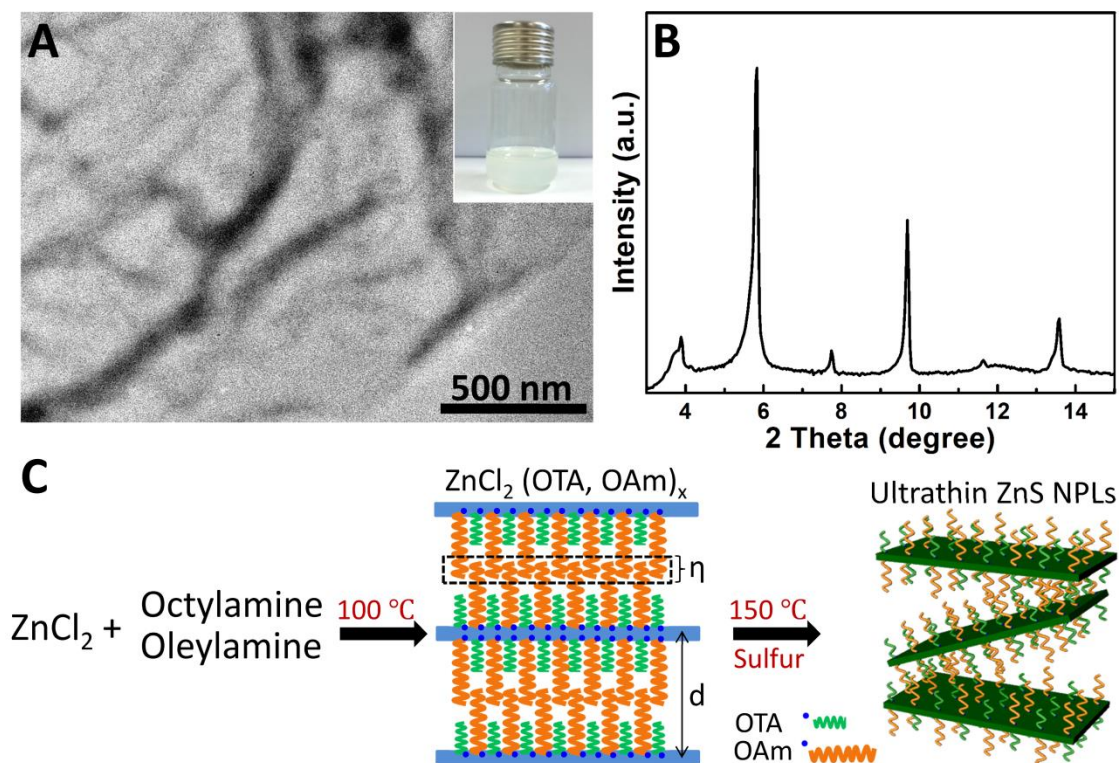 A
500 nm
B
Intensity (a.u.)
4 6 8 10 12 14
2 Theta (degree)
C
ZnCl₂ (OTA, OAm)ₓ
Ultrathin ZnS NPLs
η
ZnCl₂ +
Octylamine
Oleylamine
100 ℃
150 ℃
Sulfur
d
OTA
OAm